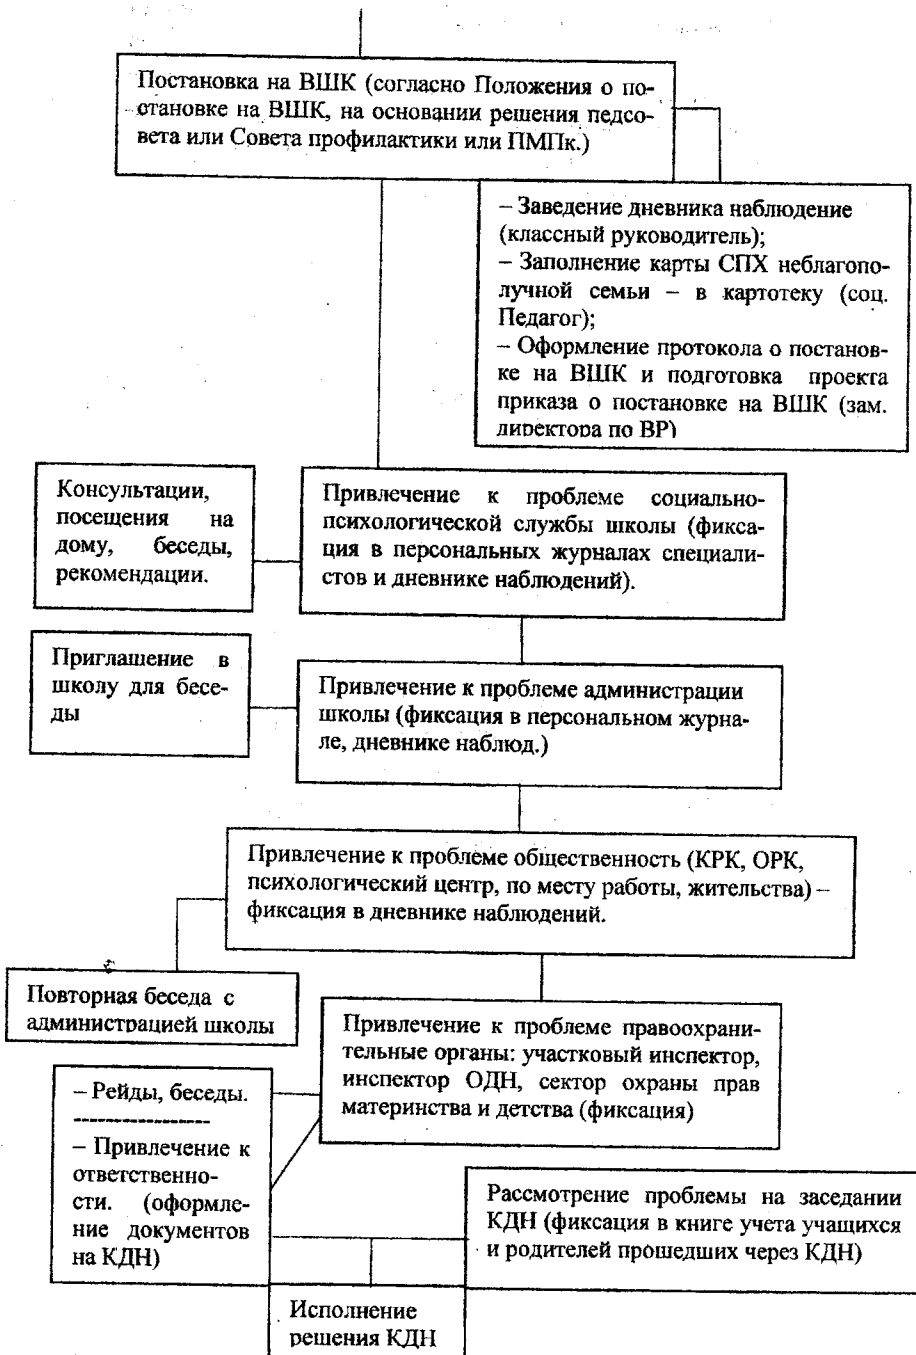 Постановка на ВШК (согласно Положения о по-
становке на ВШК, на основании решения педсо-
вета или Совета профилактики или ПМПк.)
– Заведение дневника наблюдение
(классный руководитель);
– Заполнение карты СПХ неблагопо-
лучной семьи – в картотеку (соц.
Педагог);
– Оформление протокола о постанов-
ке на ВШК и подготовка проекта
приказа о постановке на ВШК (зам.
директора по ВР)
Консультации,
посещения на
дому, беседы,
рекомендации.
Привлечение к проблеме социально-
психологической службы школы (фикса-
ция в персональных журналах специали-
стов и дневнике наблюдений).
Приглашение в
школу для бесе-
ды
Привлечение к проблеме администрации
школы (фиксация в персональном журна-
ле, дневнике наблюд.)
Привлечение к проблеме общественность (КРК, ОРК,
психологический центр, по месту работы, жительства) –
фиксация в дневнике наблюдений.
Повторная беседа с
администрацией школы
Привлечение к проблеме правоохрани-
тельные органы: участковый инспектор,
инспектор ОДН, сектор охраны прав
материнства и детства (фиксация)
– Рейды, беседы.
-------------------
– Привлечение к
ответственно-
сти. (оформле-
ние документов
на КДН)
Рассмотрение проблемы на заседании
КДН (фиксация в книге учета учащихся
и родителей прошедших через КДН)
Исполнение
решения КДН